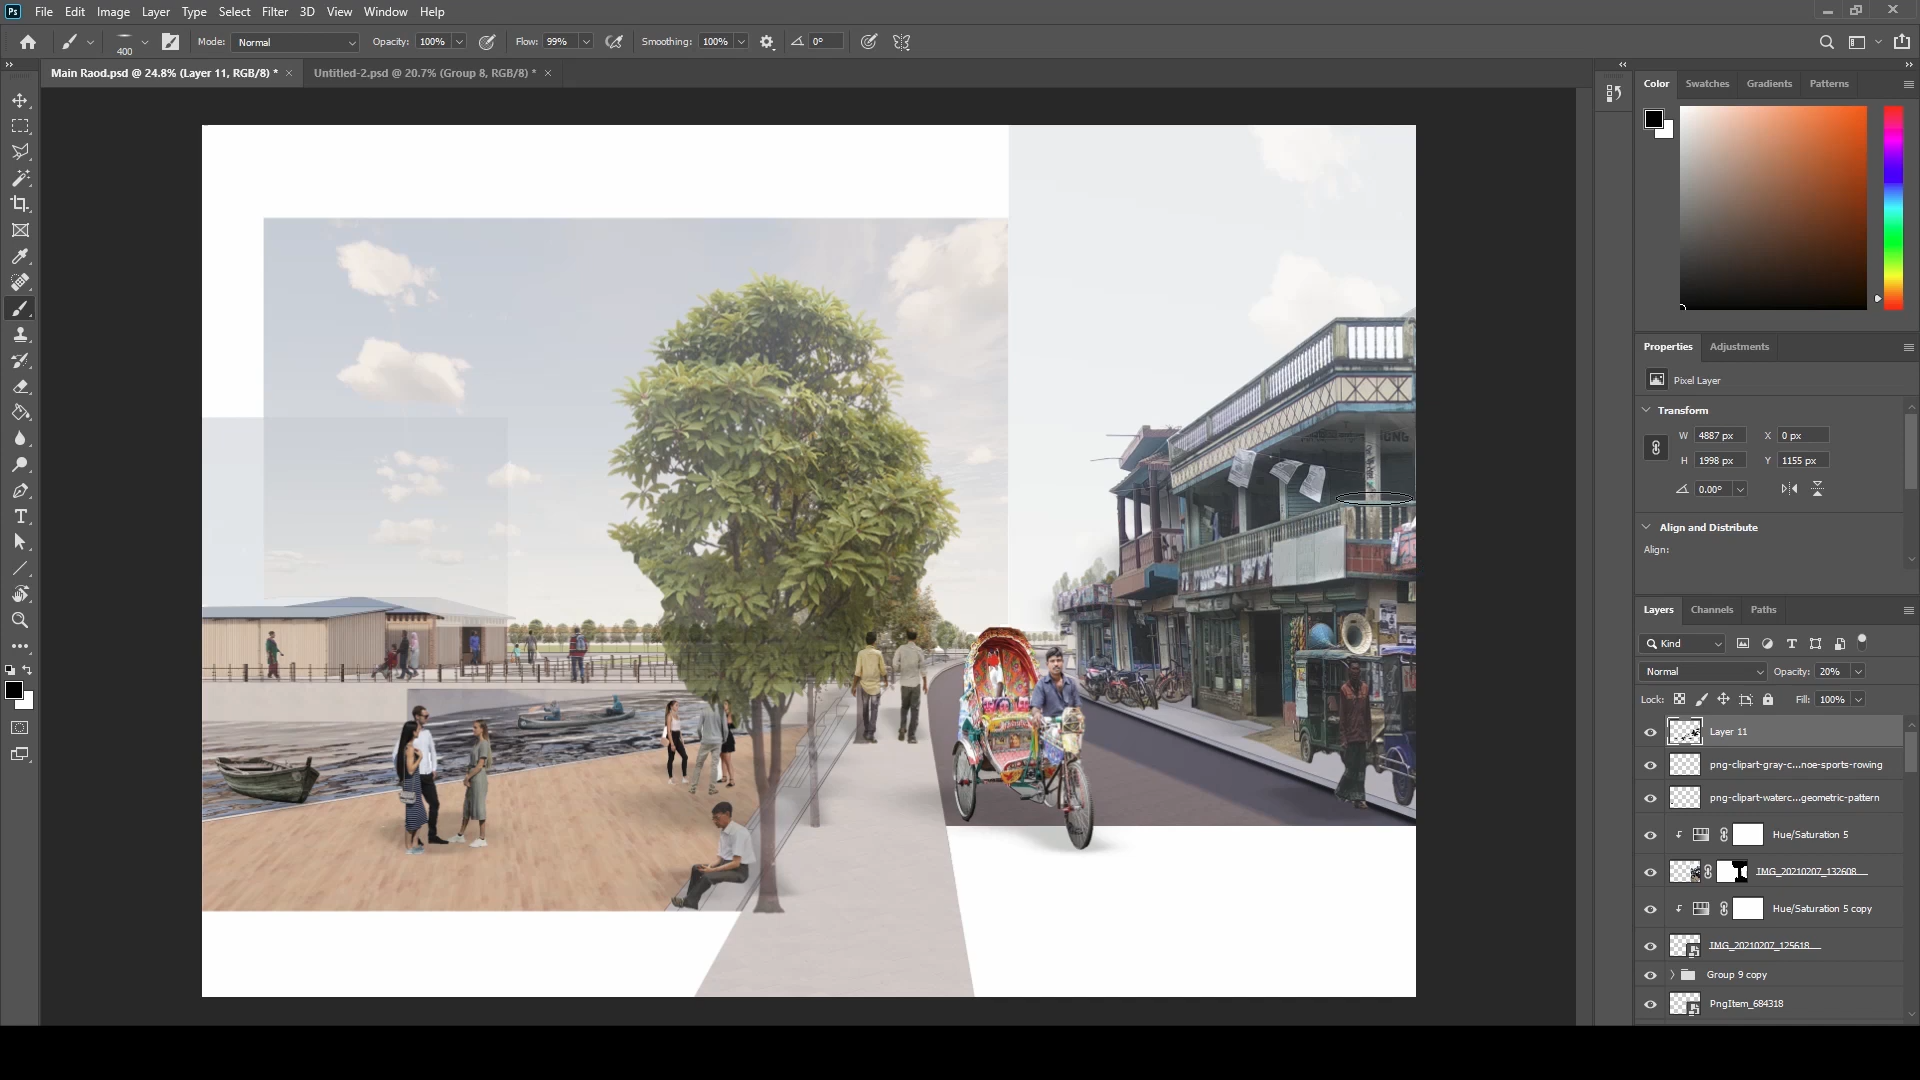 Ps File Edit Image Layer Type Select Filter 3D View Window Help
400 Mode: Normal Opacity: 100% Flow: 99% Smoothing: 100% 0°
Main Raod.psd @ 24.8% (Layer 11, RGB/8) * × Untitled-2.psd @ 20.7% (Group 8, RGB/8) * ×
Color Swatches Gradients Patterns
Properties Adjustments
Pixel Layer
Transform
W 4887 px X 0 px
H 1998 px Y 1155 px
0.00°
Align and Distribute
Align:
Layers Channels Paths
Kind
Normal Opacity: 20%
Lock: Fill: 100%
Layer 11
png-clipart-gray-c...noe-sports-rowing
png-clipart-waterc...geometric-pattern
Hue/Saturation 5
IMG_20210207_132608
Hue/Saturation 5 copy
IMG_20210207_125618
Group 9 copy
PngItem_684318